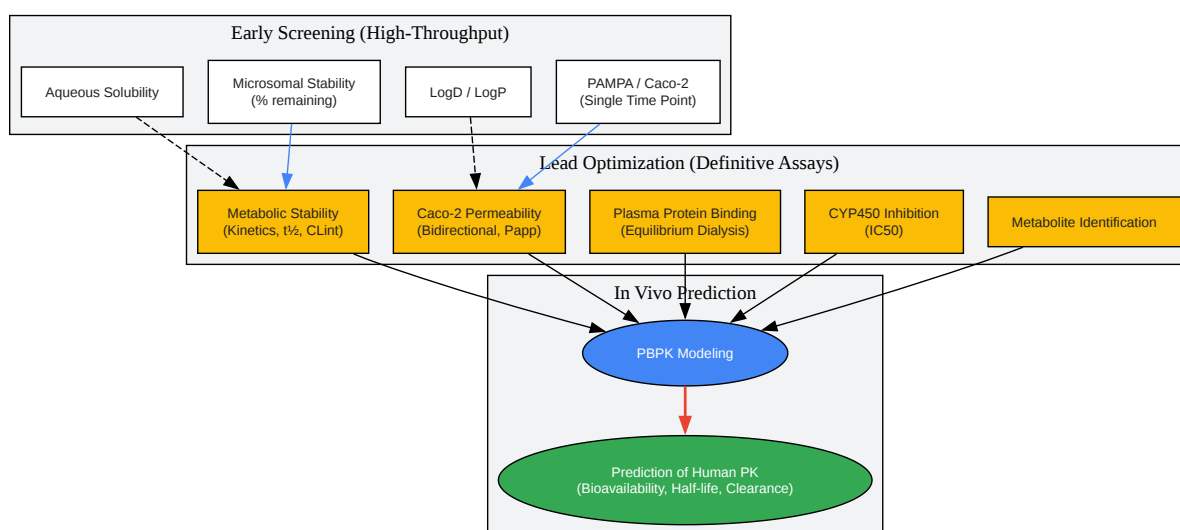 Early Screening (High-Throughput)
Aqueous Solubility
Microsomal Stability
(% remaining)
LogD / LogP
PAMPA / Caco-2
(Single Time Point)
Lead Optimization (Definitive Assays)
Metabolic Stability
(Kinetics, t½, CLint)
Caco-2 Permeability
(Bidirectional, Papp)
Plasma Protein Binding
(Equilibrium Dialysis)
CYP450 Inhibition
(IC50)
Metabolite Identification
In Vivo Prediction
PBPK Modeling
Prediction of Human PK
(Bioavailability, Half-life, Clearance)